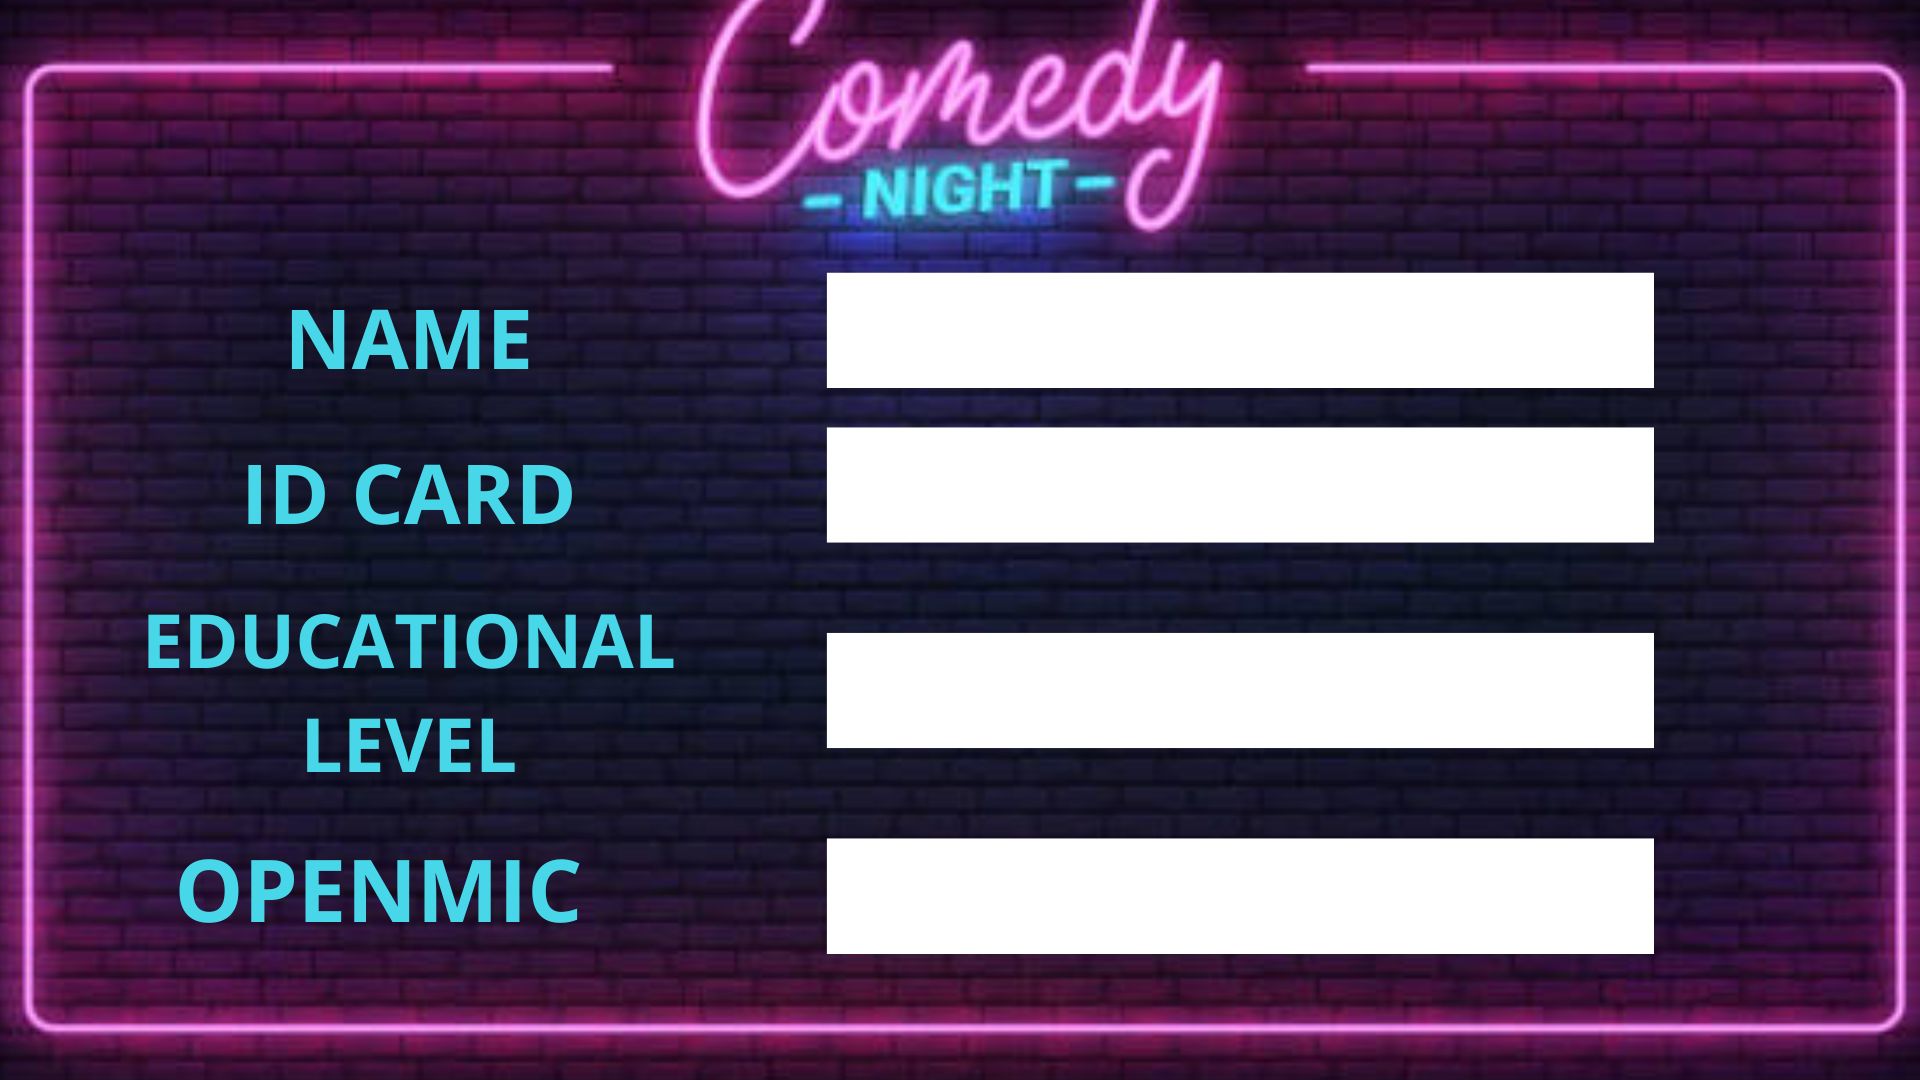 Comedy
- NIGHT -
NAME
ID CARD
EDUCATIONAL
LEVEL
OPENMIC